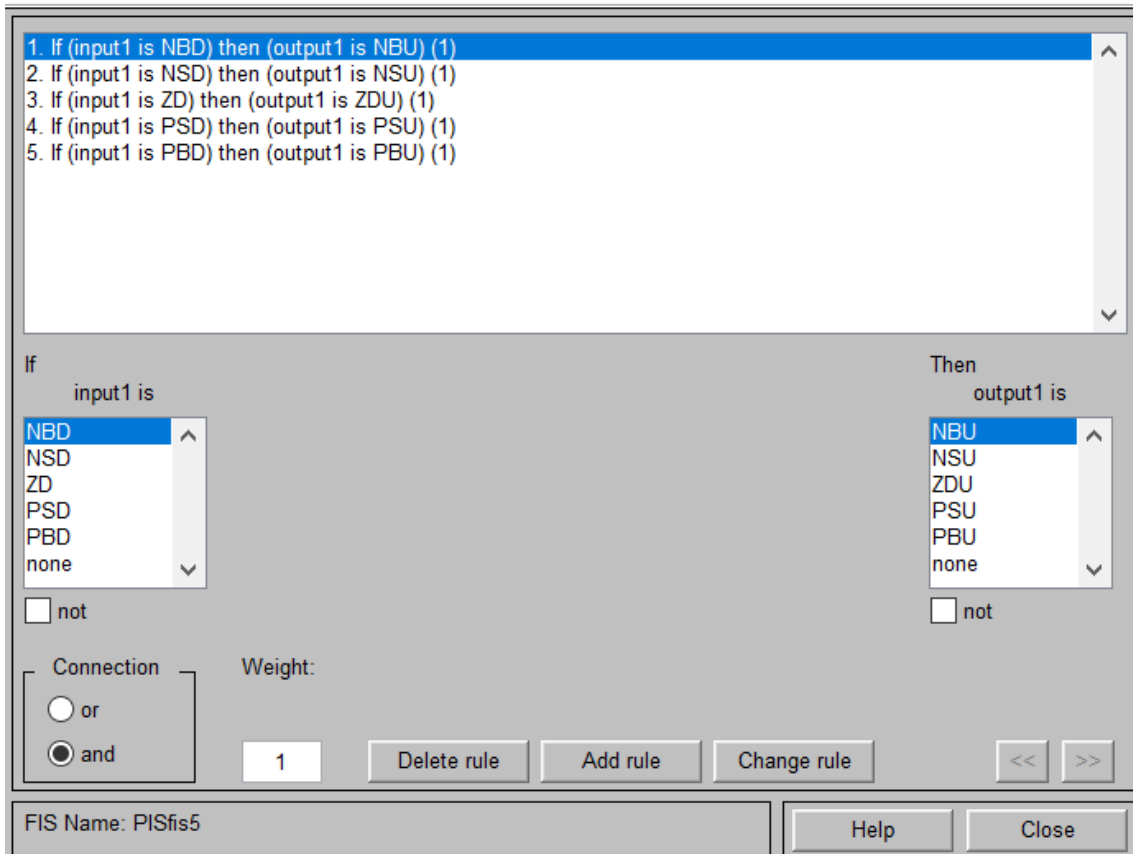 1. If (input1 is NBD) then (output1 is NBU) (1)
2. If (input1 is NSD) then (output1 is NSU) (1)
3. If (input1 is ZD) then (output1 is ZDU) (1)
4. If (input1 is PSD) then (output1 is PSU) (1)
5. If (input1 is PBD) then (output1 is PBU) (1)
If
input1 is
NBD
NSD
ZD
PSD
PBD
none
not
Then
output1 is
NBU
NSU
ZDU
PSU
PBU
none
not
Connection
or
and
Weight:
1
Delete rule
Add rule
Change rule
<<
>>
FIS Name: PISfis5
Help
Close